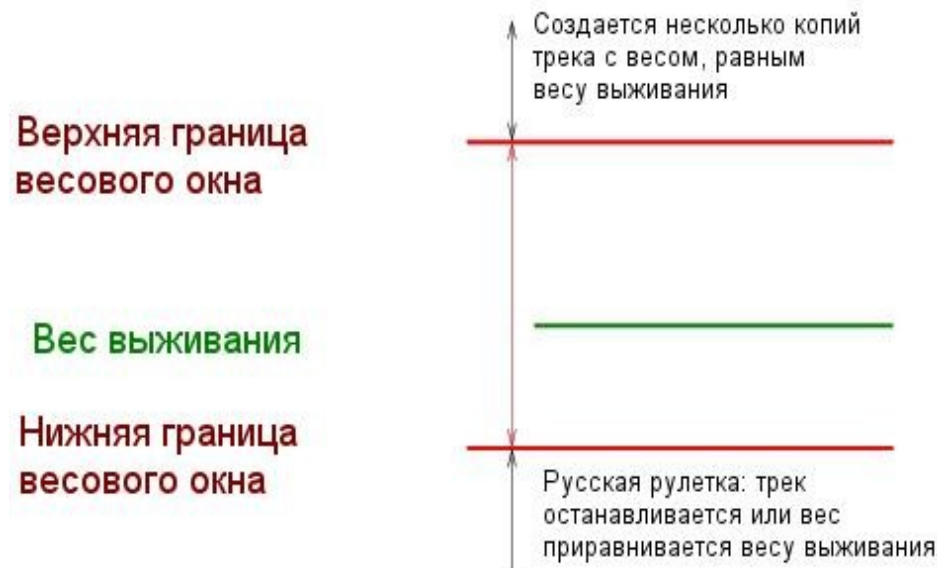 Создается несколько копий
трека с весом, равным
весу выживания
Верхняя граница
весового окна
Вес выживания
Нижняя граница
весового окна
Русская рулетка: трек
останавливается или вес
приравнивается весу выживания